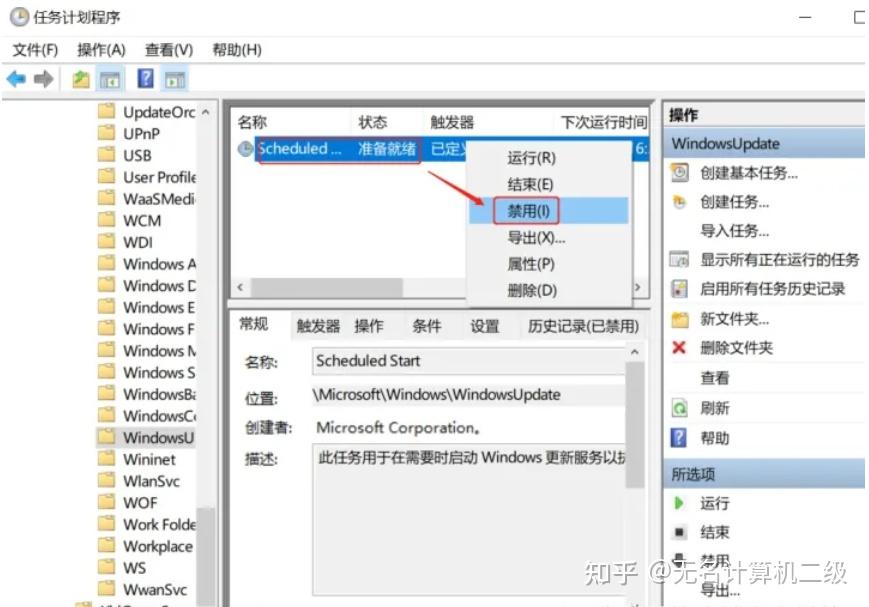 任务计划程序
文件(F) 操作(A) 查看(V) 帮助(H)
UpdateOrc
UPnP
USB
User Profile
WaaSMedi
WCM
WDI
Windows A
Windows D
Windows E
Windows F
Windows M
Windows S
WindowsBa
WindowsCo
WindowsU
Wininet
WlanSvc
WOF
Work Folde
Workplace
WS
WwanSvc
名称 状态 触发器 下次运行时间
Scheduled ... 准备就绪 已定义 6:
运行(R)
结束(E)
禁用(I)
导出(X)...
属性(P)
删除(D)
常规 触发器 操作 条件 设置 历史记录(已禁用)
名称: Scheduled Start
位置: \Microsoft\Windows\WindowsUpdate
创建者: Microsoft Corporation。
描述: 此任务用于在需要时启动 Windows 更新服务以执
操作
WindowsUpdate
创建基本任务...
创建任务...
导入任务...
显示所有正在运行的任务
启用所有任务历史记录
新文件夹...
删除文件夹
查看
刷新
帮助
所选项
运行
结束
禁用
导出...
知乎 @无名计算机二级